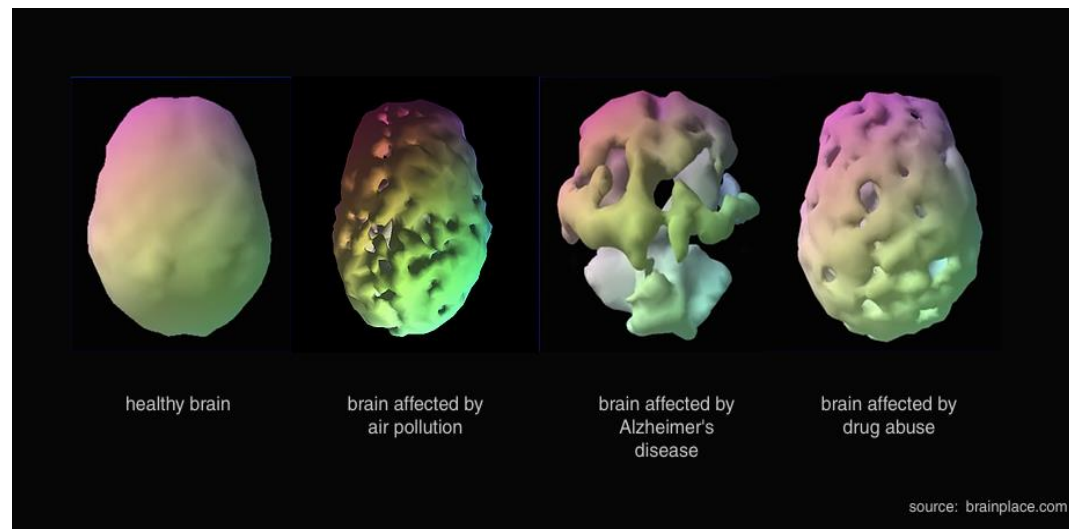 healthy brain
brain affected by
air pollution
brain affected by
Alzheimer's
disease
brain affected by
drug abuse
source: brainplace.com